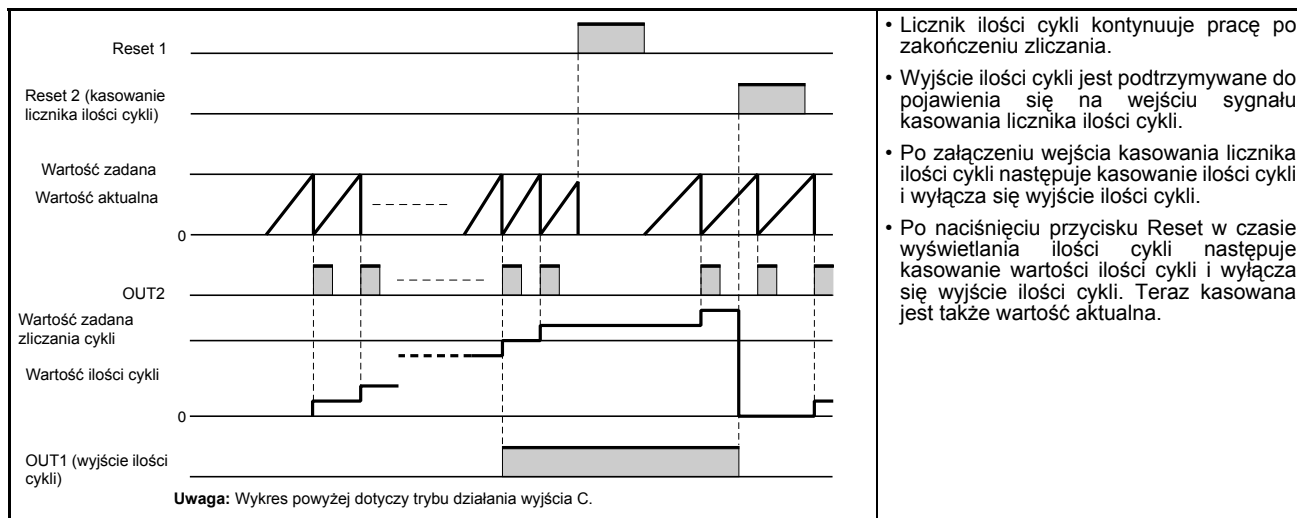 Reset 1
Reset 2 (kasowanie
licznika ilości cykli)
Wartość zadana
Wartość aktualna
0
OUT2
Wartość zadana
zliczania cykli
Wartość ilości cykli
0
OUT1 (wyjście ilości
cykli)
Uwaga: Wykres powyżej dotyczy trybu działania wyjścia C.
• Licznik ilości cykli kontynuuje pracę po
zakończeniu zliczania.
• Wyjście ilości cykli jest podtrzymywane do
pojawienia się na wejściu sygnału
kasowania licznika ilości cykli.
• Po załączeniu wejścia kasowania licznika
ilości cykli następuje kasowanie ilości cykli
i wyłącza się wyjście ilości cykli.
• Po naciśnięciu przycisku Reset w czasie
wyświetlania ilości cykli następuje
kasowanie wartości ilości cykli i wyłącza
się wyjście ilości cykli. Teraz kasowana
jest także wartość aktualna.